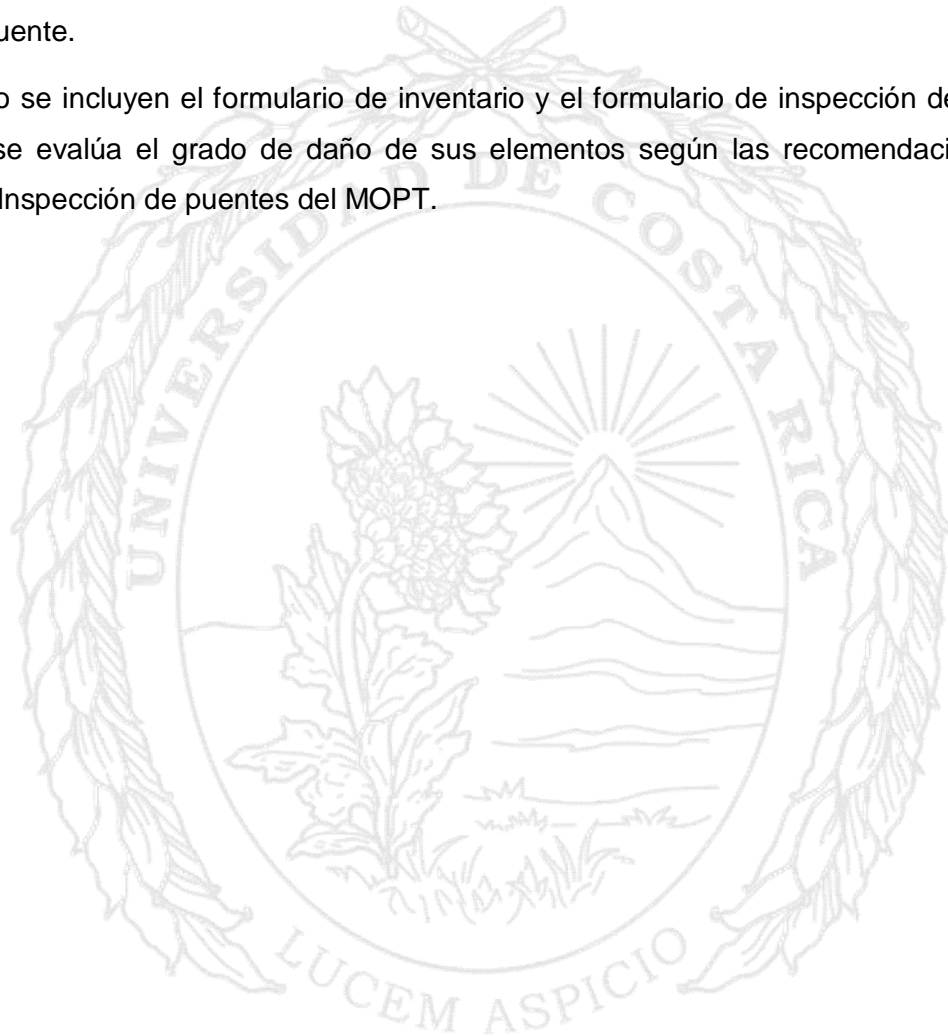 uente.
o se incluyen el formulario de inventario y el formulario de inspección de
se evalúa el grado de daño de sus elementos según las recomendaci
Inspección de puentes del MOPT.
UNIVERSIDAD DE COSTA RICA
LUCEM ASPICIO